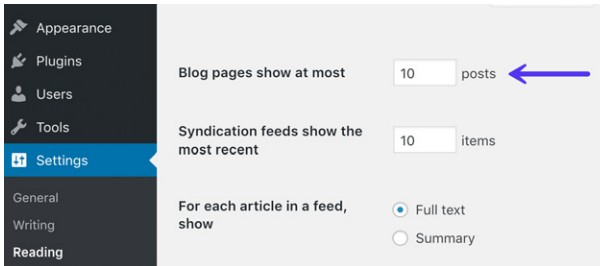 Appearance
Plugins
Users
Tools
Settings
General
Writing
Reading
Blog pages show at most 10 posts
Syndication feeds show the
most recent 10 items
For each article in a feed,
show
Full text
Summary